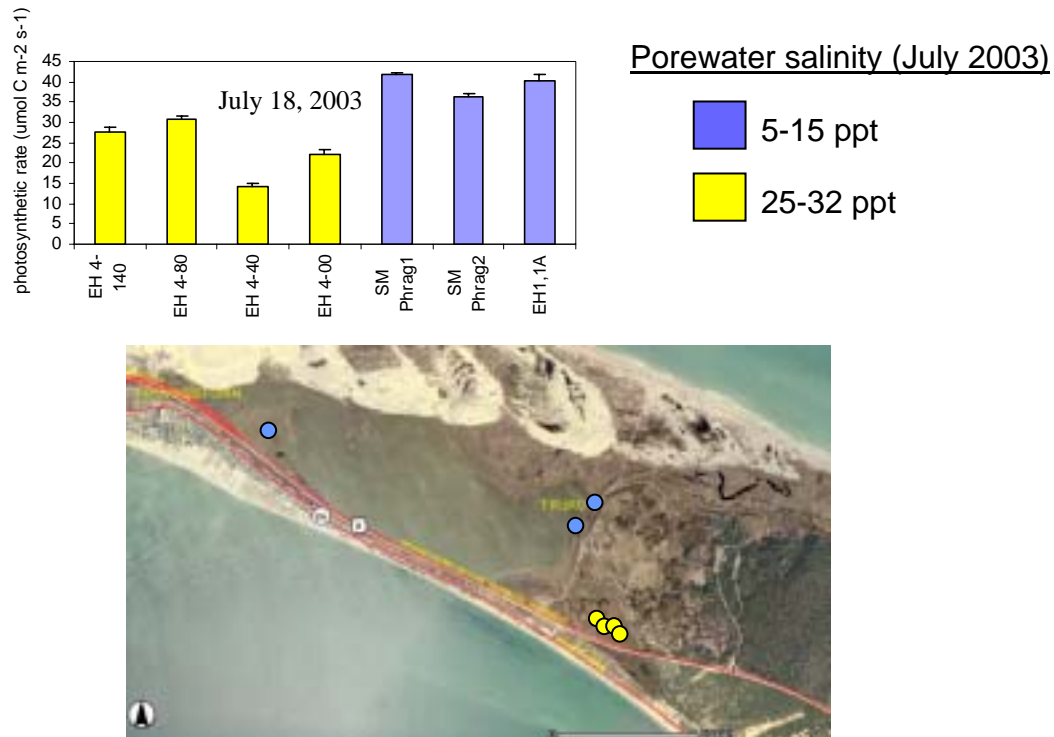 photosynthetic rate (umol C m-2 s-1)
45
40
35
30
25
20
15
10
5
0
July 18, 2003
EH 4-
140
EH 4-80
EH 4-40
EH 4-00
SM
Phrag1
SM
Phrag2
EH1,1A
Porewater salinity (July 2003)
5-15 ppt
25-32 ppt